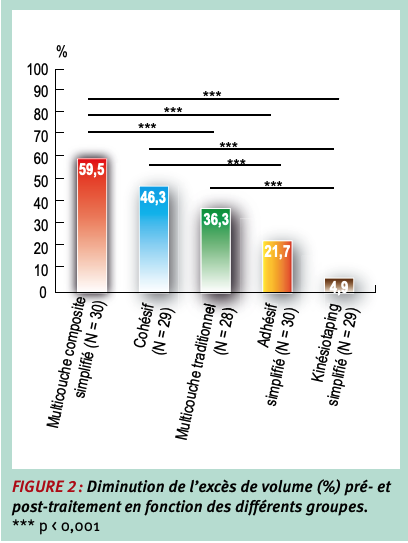 %
100
90
80
70
60
50
40
30
20
10
0
***
***
***
***
***
***
59,5
46,3
36,3
21,7
4,9
Multicouche composite
simplifié (N = 30)
Cohésif
(N = 29)
Multicouche traditionnel
(N = 28)
Adhésif
simplifié (N = 30)
Kinésiotaping
simplifié (N = 29)
FIGURE 2 : Diminution de l'excès de volume (%) pré- et
post-traitement en fonction des différents groupes.
*** p < 0,001